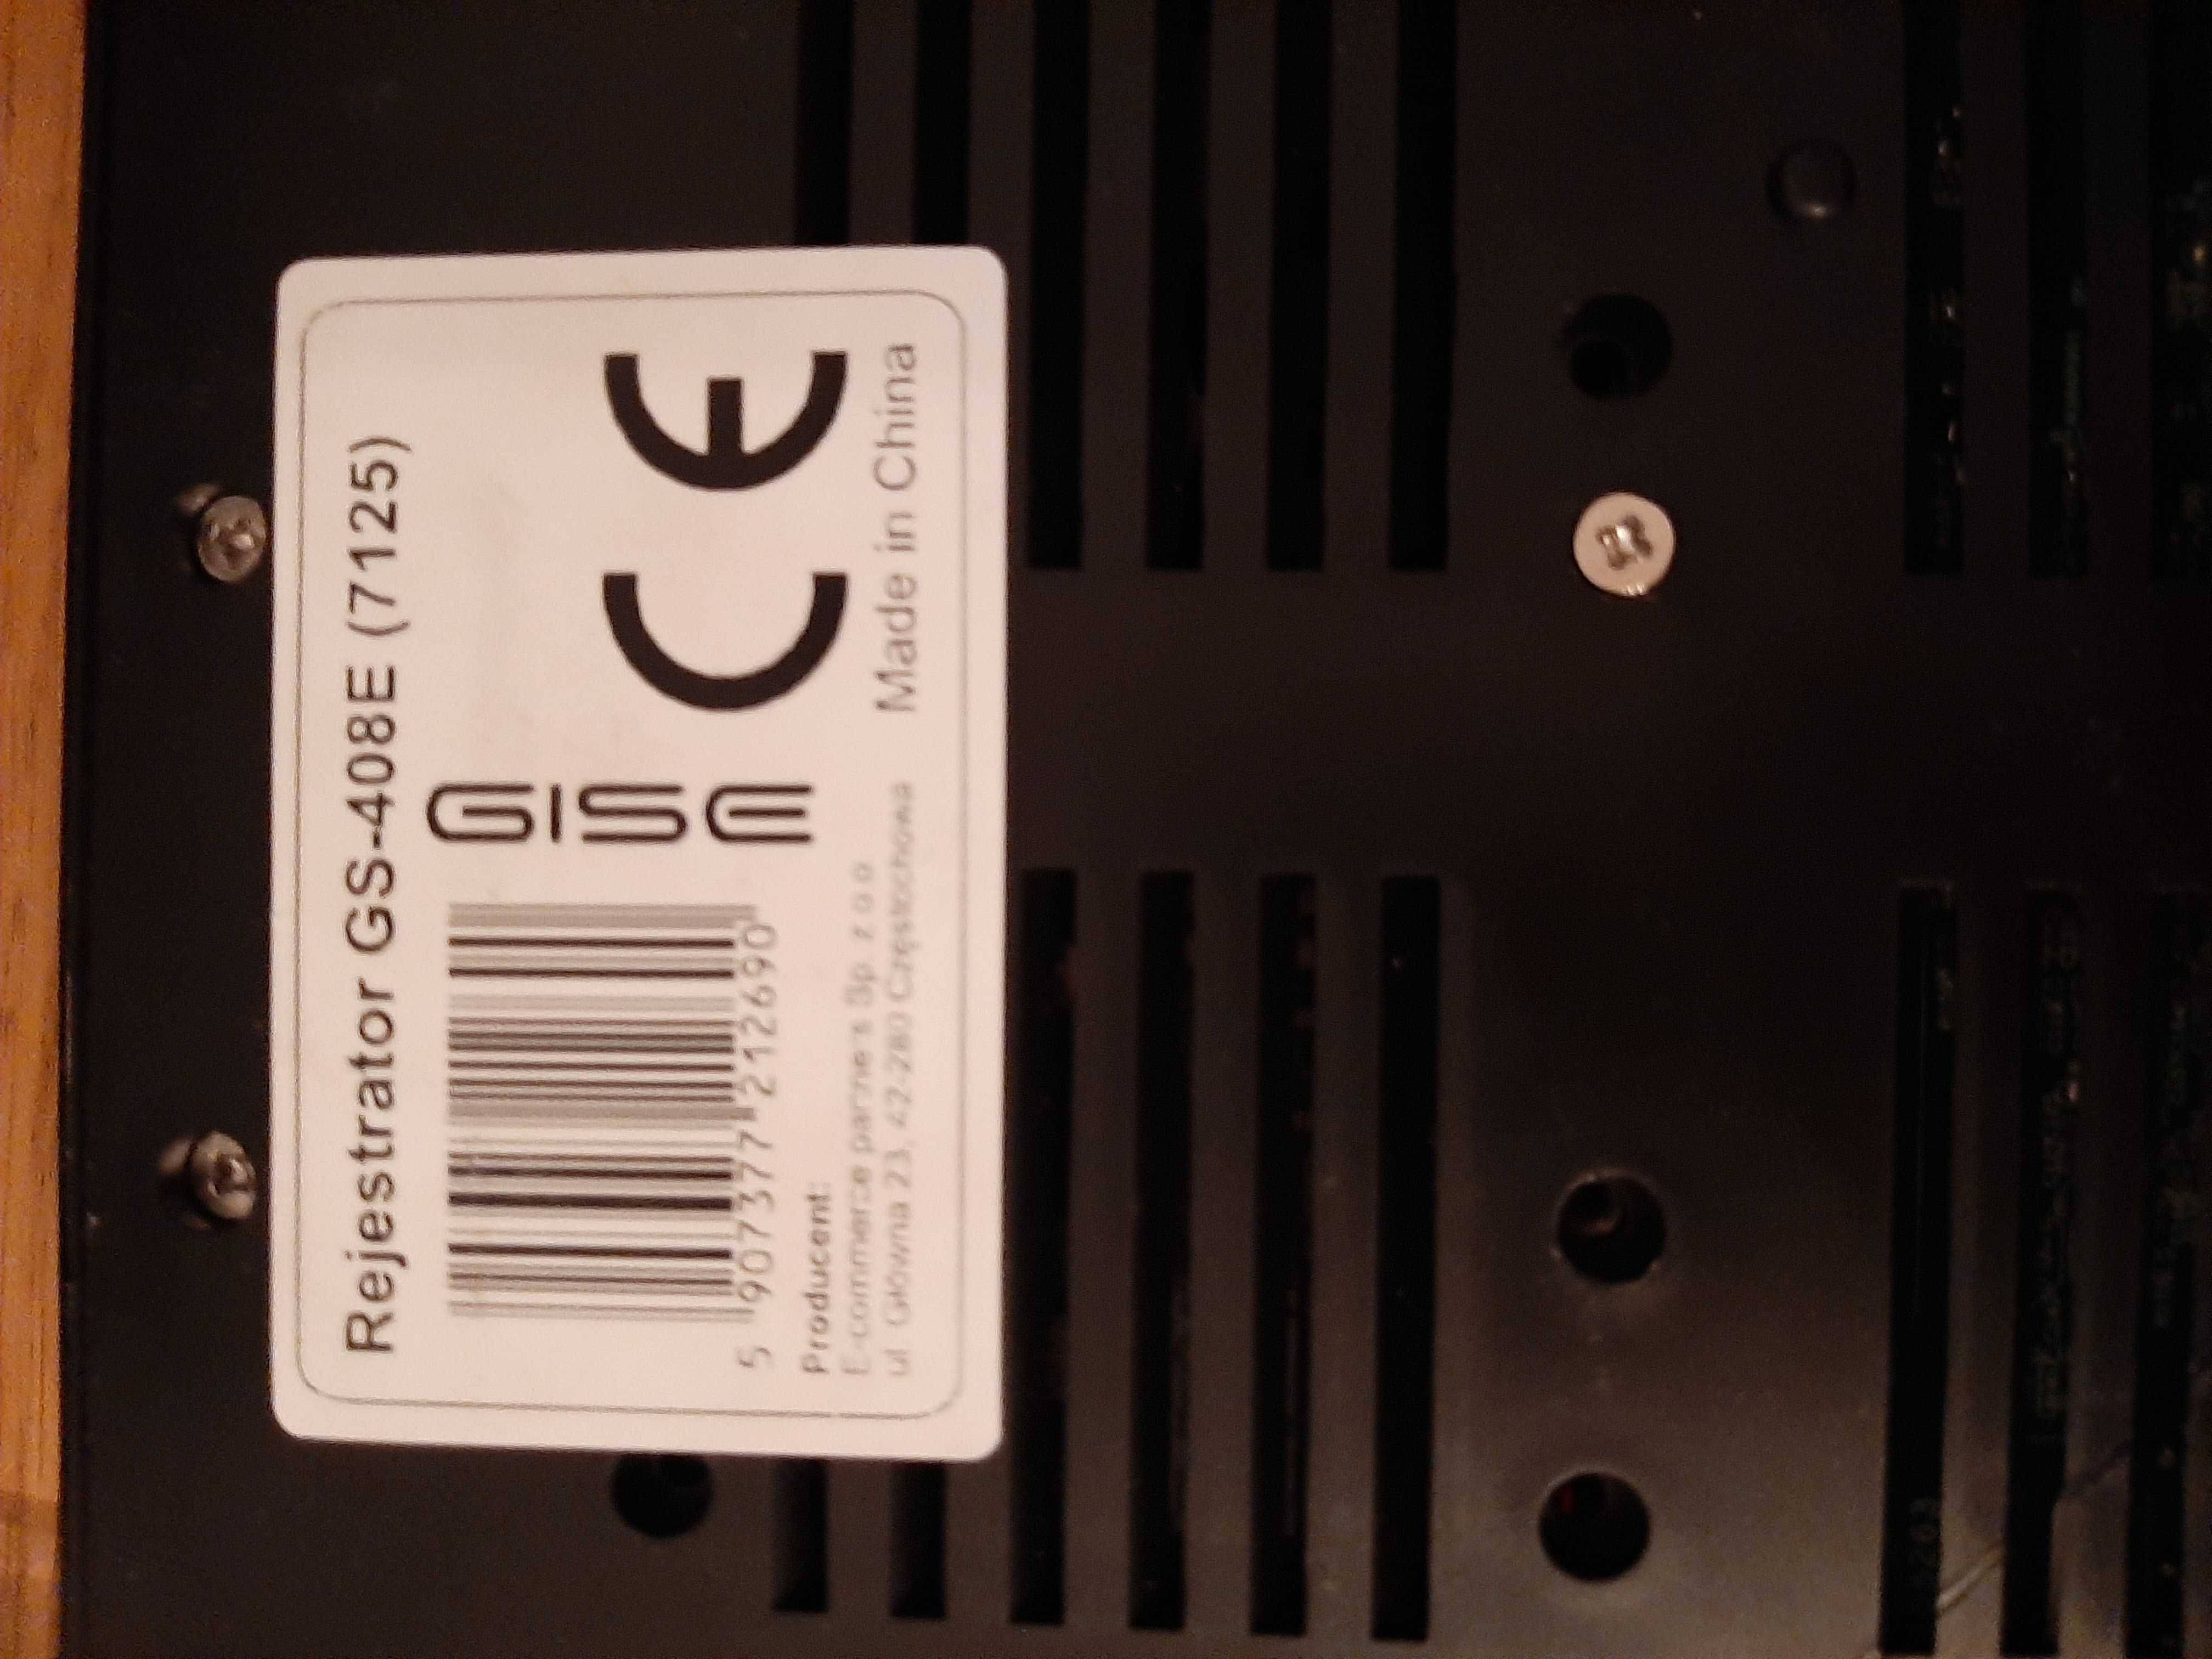 Rejestrator GS-408E (7125)
GISE
5 907377 212690
CE
Producent:
E-commerce partners Sp. z o.o.
ul. Główna 23, 42-280 Częstochowa
Made in China